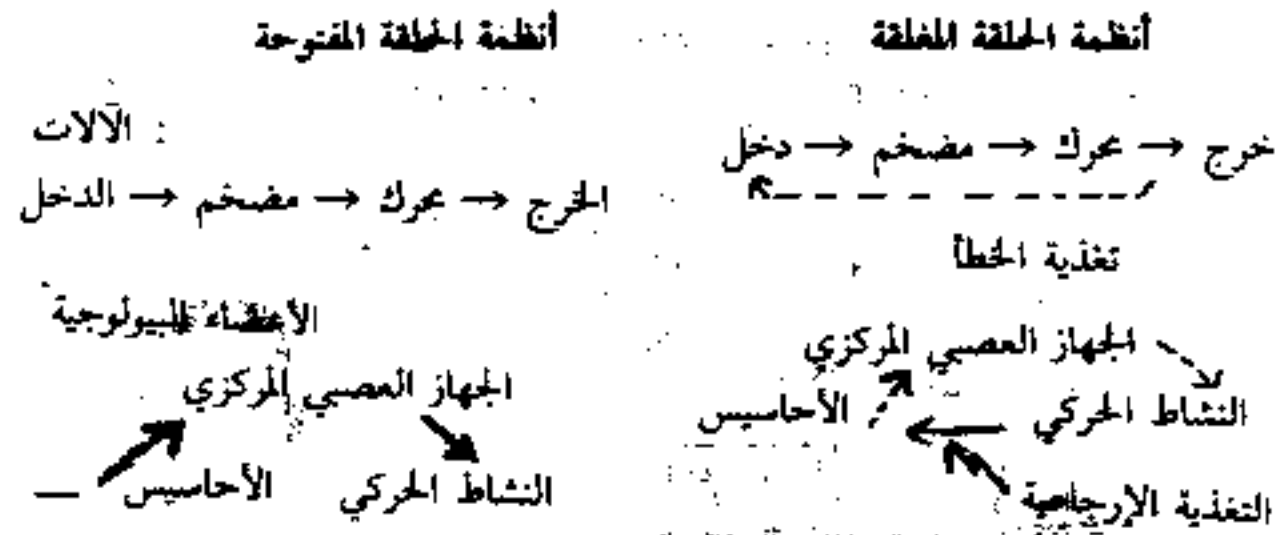 أنظمة الحلقة المغلقة
خرج ← محرك ← مضخم ← دخل
تغذية الخطأ
الجهاز العصبي المركزي
النشاط الحركي
الأحاسيس
التغذية الإرجاعية
أنظمة الحلقة المفتوحة
الآلات :
الدخل → مضخم → محرك → الخرج
الأعضاء البيولوجية
الجهاز العصبي المركزي
الأحاسيس
النشاط الحركي